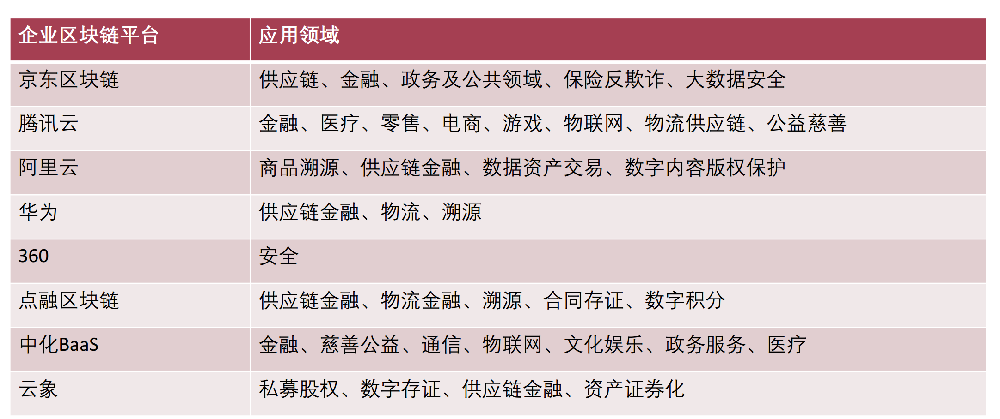 企业区块链平台 应用领域
京东区块链 供应链、金融、政务及公共领域、保险反欺诈、大数据安全
腾讯云 金融、医疗、零售、电商、游戏、物联网、物流供应链、公益慈善
阿里云 商品溯源、供应链金融、数据资产交易、数字内容版权保护
华为 供应链金融、物流、溯源
360 安全
点融区块链 供应链金融、物流金融、溯源、合同存证、数字积分
中化BaaS 金融、慈善公益、通信、物联网、文化娱乐、政务服务、医疗
云象 私募股权、数字存证、供应链金融、资产证券化